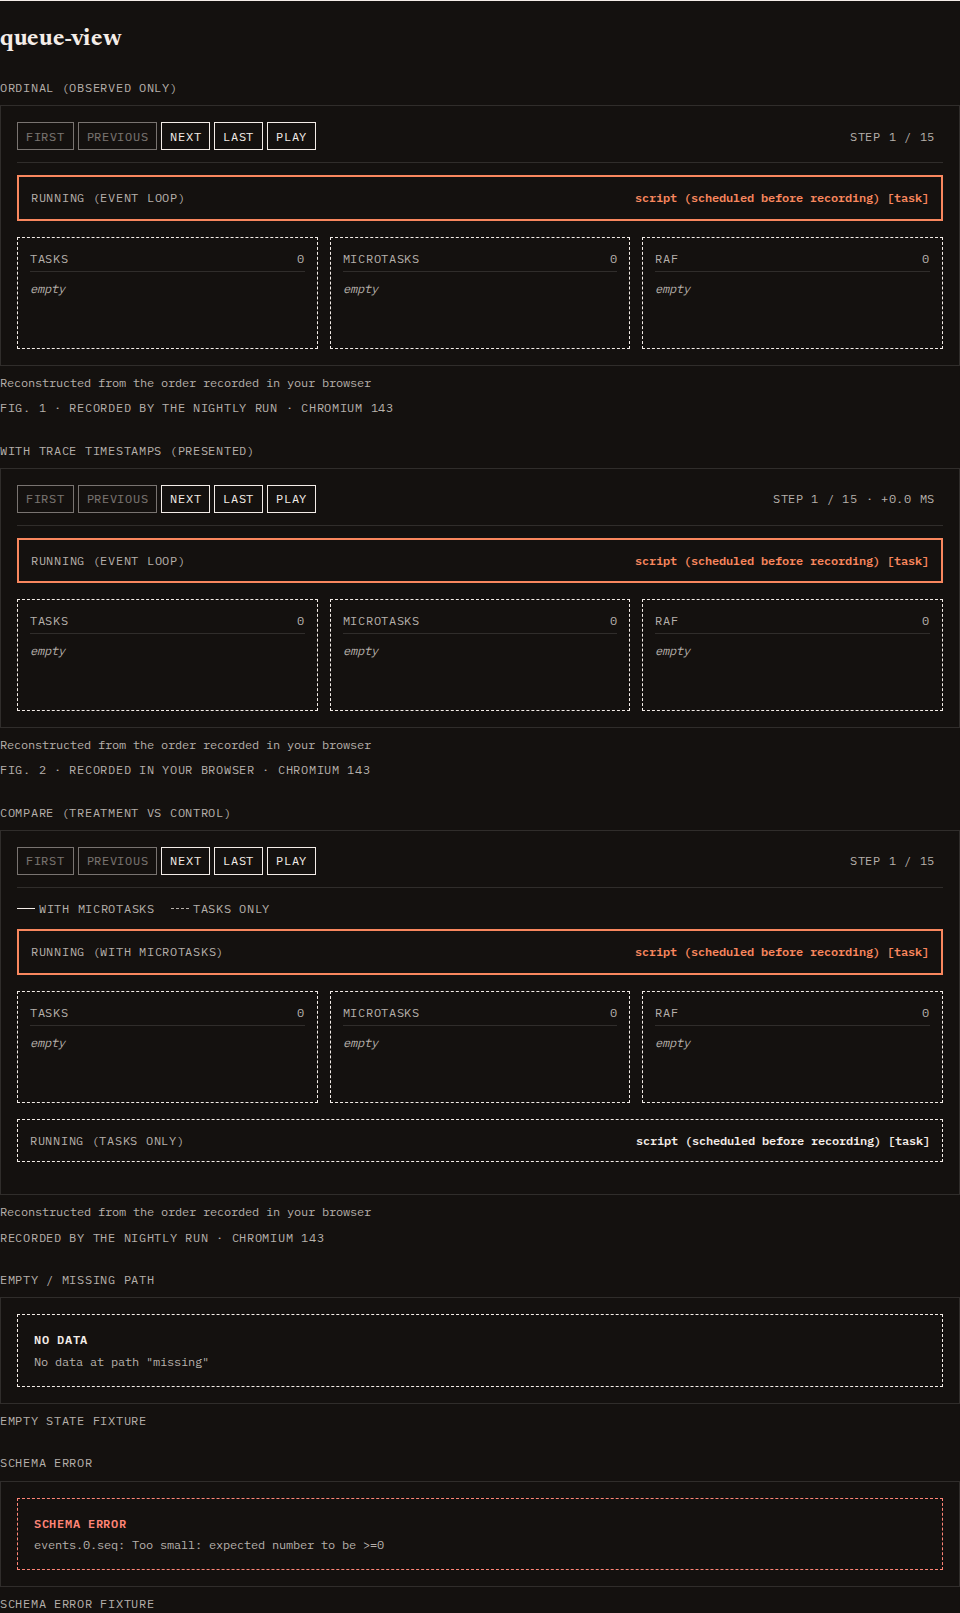 queue-view
ORDINAL (OBSERVED ONLY)
FIRST PREVIOUS NEXT LAST PLAY STEP 1 / 15
RUNNING (EVENT LOOP) script (scheduled before recording) [task]
TASKS 0 MICROTASKS 0 RAF 0
empty empty empty
Reconstructed from the order recorded in your browser
FIG. 1 · RECORDED BY THE NIGHTLY RUN · CHROMIUM 143
WITH TRACE TIMESTAMPS (PRESENTED)
FIRST PREVIOUS NEXT LAST PLAY STEP 1 / 15 · +0.0 MS
RUNNING (EVENT LOOP) script (scheduled before recording) [task]
TASKS 0 MICROTASKS 0 RAF 0
empty empty empty
Reconstructed from the order recorded in your browser
FIG. 2 · RECORDED IN YOUR BROWSER · CHROMIUM 143
COMPARE (TREATMENT VS CONTROL)
FIRST PREVIOUS NEXT LAST PLAY STEP 1 / 15
WITH MICROTASKS TASKS ONLY
RUNNING (WITH MICROTASKS) script (scheduled before recording) [task]
TASKS 0 MICROTASKS 0 RAF 0
empty empty empty
RUNNING (TASKS ONLY) script (scheduled before recording) [task]
Reconstructed from the order recorded in your browser
RECORDED BY THE NIGHTLY RUN · CHROMIUM 143
EMPTY / MISSING PATH
NO DATA
No data at path "missing"
EMPTY STATE FIXTURE
SCHEMA ERROR
SCHEMA ERROR
events.0.seq: Too small: expected number to be >=0
SCHEMA ERROR FIXTURE